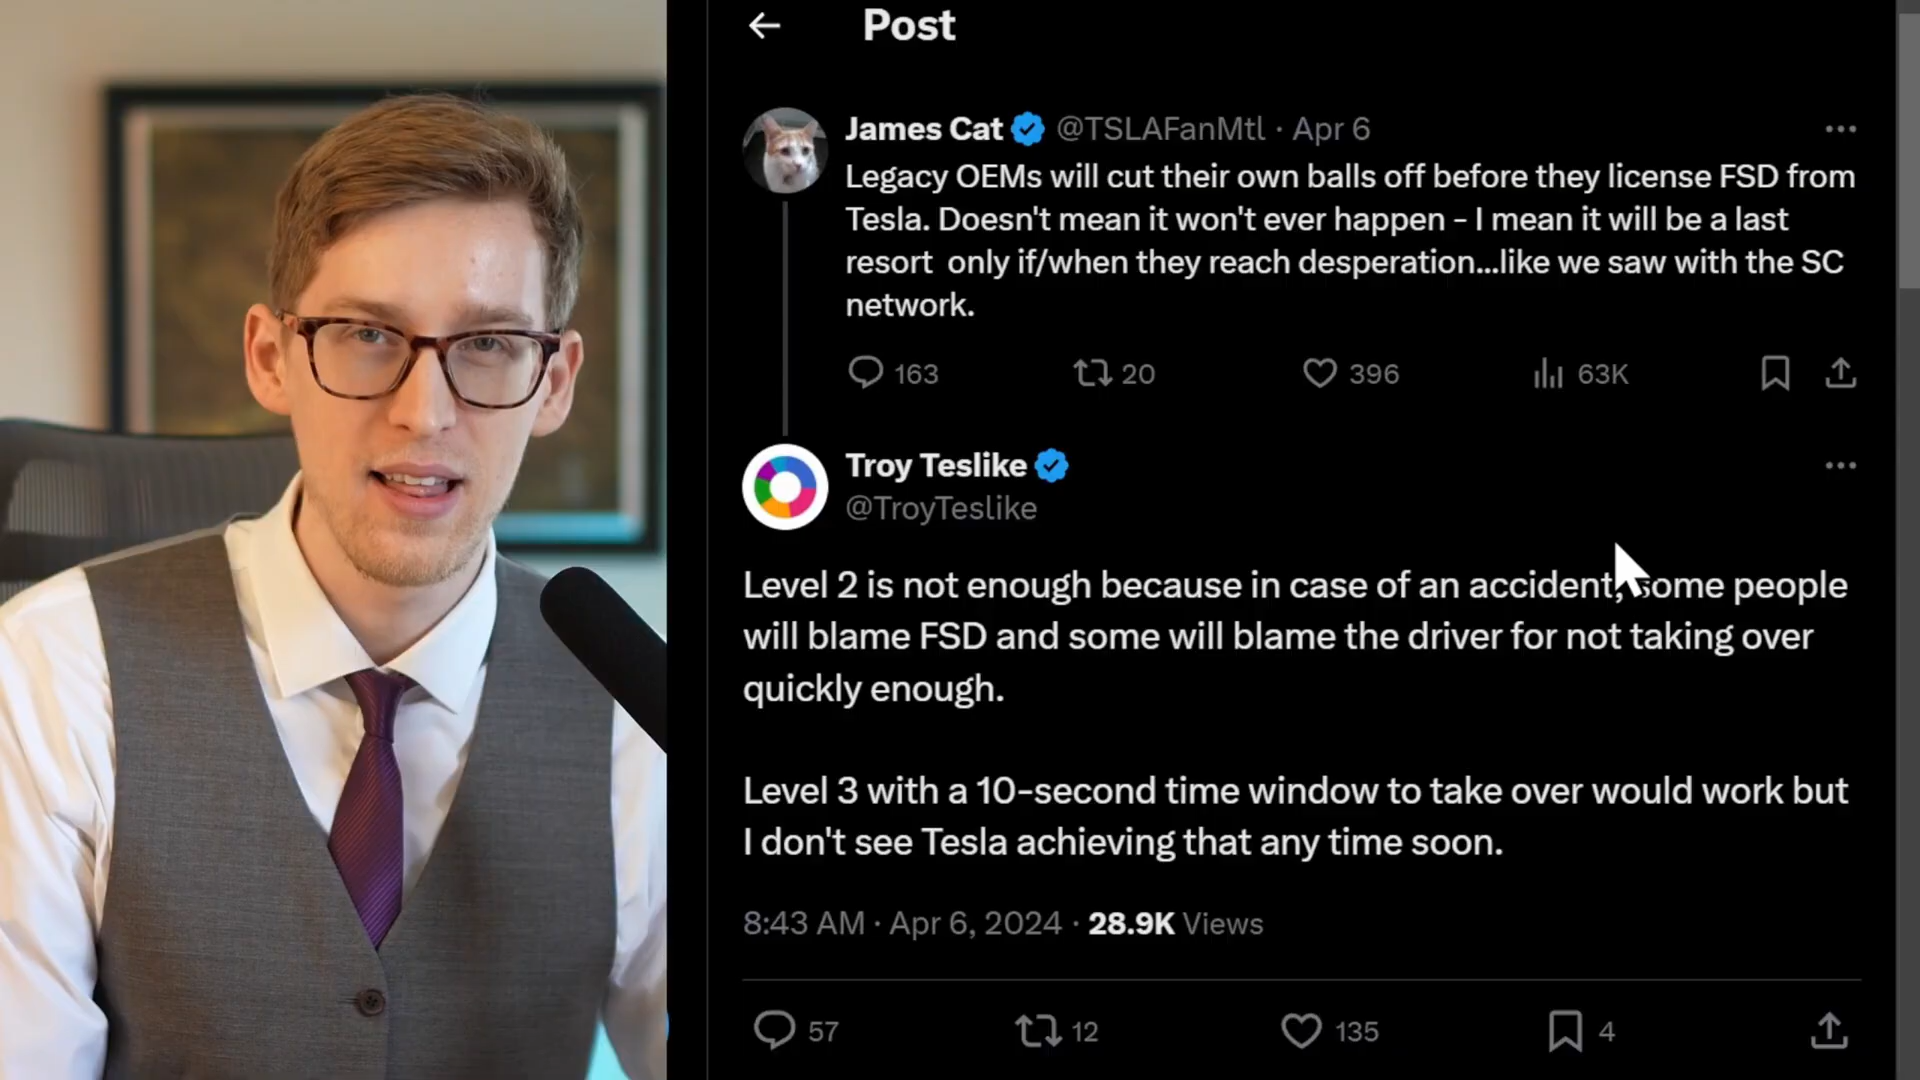 Post
James Cat @TSLAFanMtl · Apr 6
Legacy OEMs will cut their own balls off before they license FSD from
Tesla. Doesn't mean it won't ever happen - I mean it will be a last
resort only if/when they reach desperation...like we saw with the SC
network.
163 20 396 63K
Troy Teslike
@TroyTeslike
Level 2 is not enough because in case of an accident, some people
will blame FSD and some will blame the driver for not taking over
quickly enough.
Level 3 with a 10-second time window to take over would work but
I don't see Tesla achieving that any time soon.
8:43 AM · Apr 6, 2024 · 28.9K Views
57 12 135 4